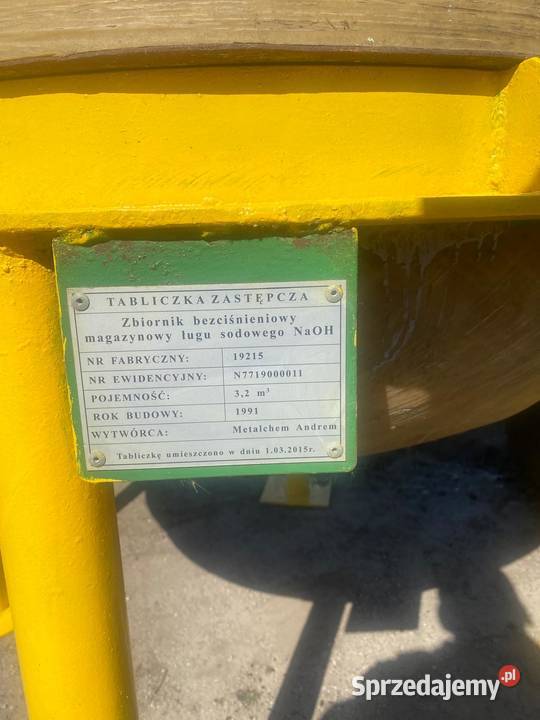 TABLICZKA ZASTĘPCZA
Zbiornik bezciśnieniowy
magazynowy ługu sodowego NaOH
NR FABRYCZNY: 19215
NR EWIDENCYJNY: N7719000011
POJEMNOŚĆ: 3,2 m³
ROK BUDOWY: 1991
WYTWÓRCA: Metalchem Andrem
Tabliczkę umieszczono w dniu 1.03.2015r.
Sprzedajemy.pl